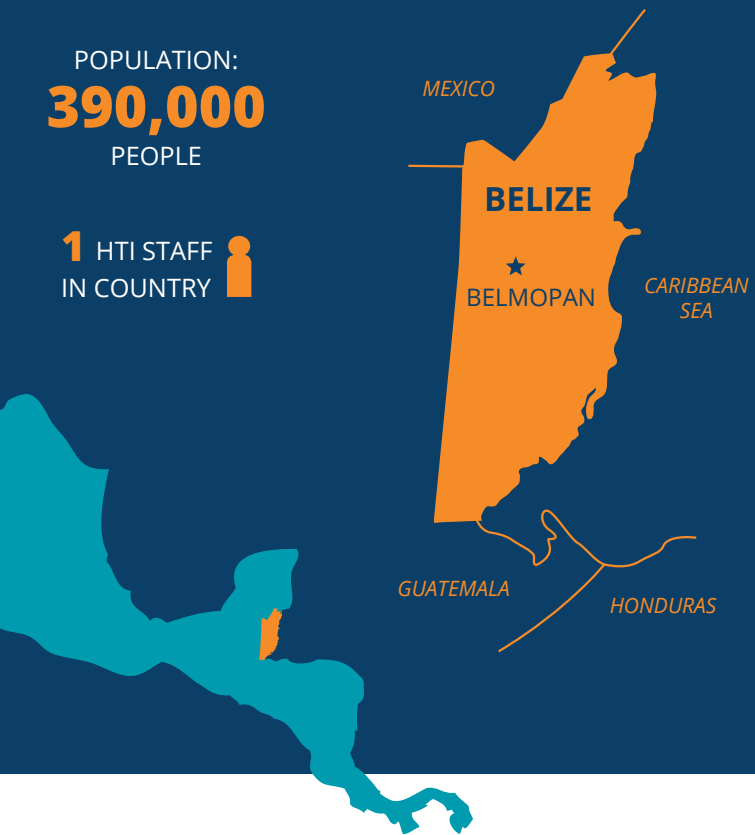 POPULATION:
390,000
PEOPLE
1 HTI STAFF
IN COUNTRY
MEXICO
BELIZE
BELMOPAN
CARIBBEAN
SEA
GUATEMALA
HONDURAS